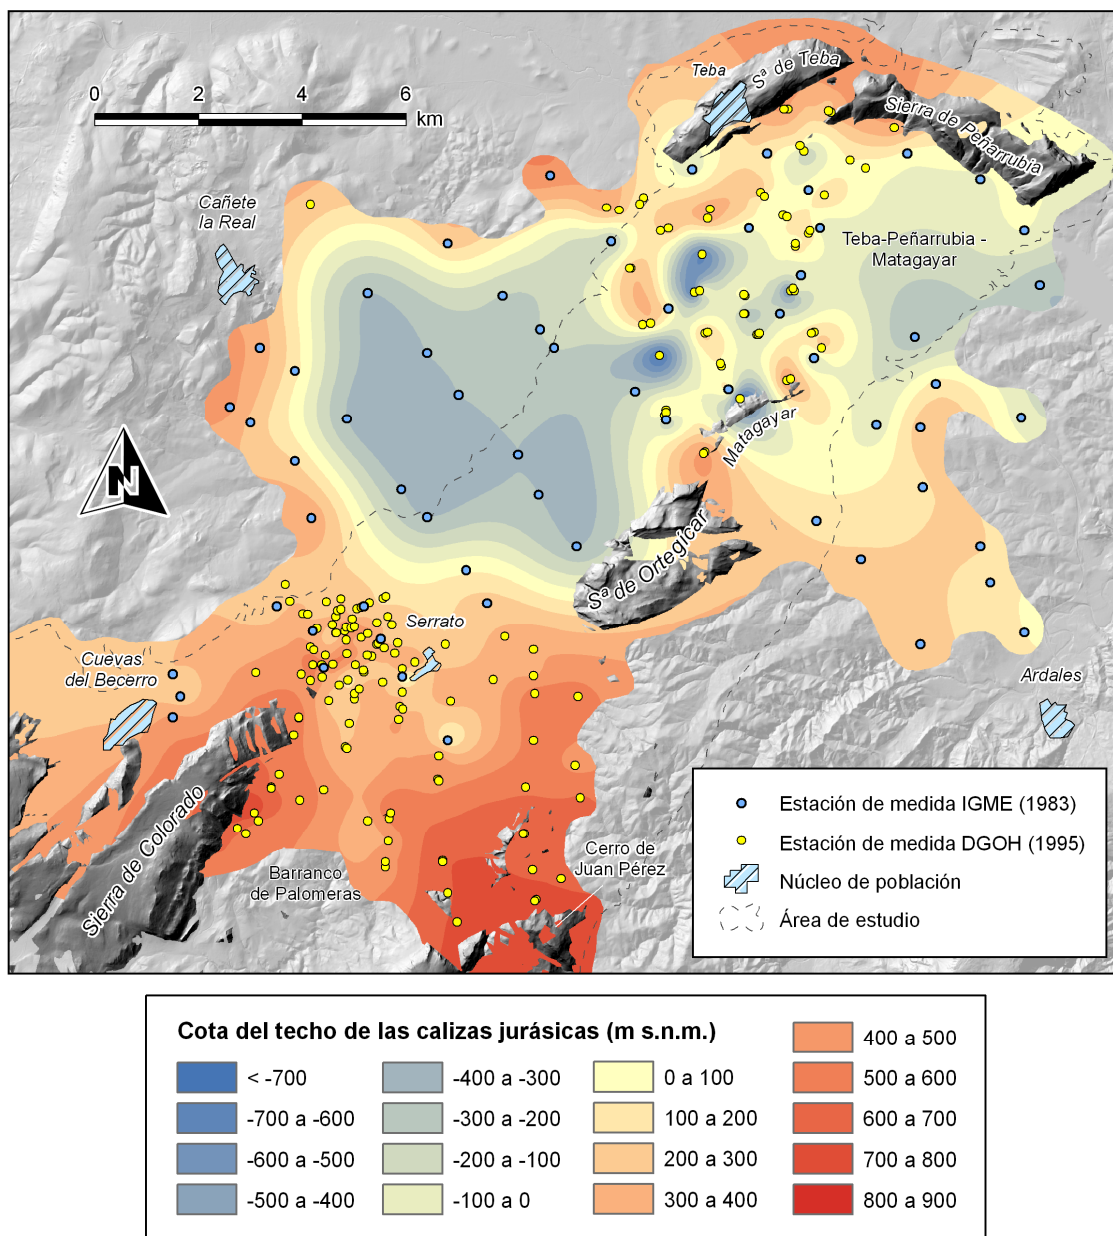 0
2
4
6
km
Teba
Sª de Teba
Sierra de Peñarrubia
Cañete
la Real
Teba-Peñarrubia -
Matagayar
Matagayar
N
Sª de Ortegícar
Serrato
Cuevas
del Becerro
Ardales
Sierra de Colorado
Barranco
de Palomeras
Cerro de
Juan Pérez
Estación de medida IGME (1983)
Estación de medida DGOH (1995)
Núcleo de población
Área de estudio
Cota del techo de las calizas jurásicas (m s.n.m.)
< -700
-700 a -600
-600 a -500
-500 a -400
-400 a -300
-300 a -200
-200 a -100
-100 a 0
0 a 100
100 a 200
200 a 300
300 a 400
400 a 500
500 a 600
600 a 700
700 a 800
800 a 900